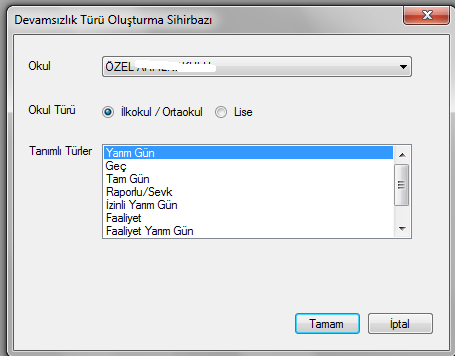 Devamsızlık Türü Oluşturma Sihirbazı
Okul
ÖZEL
Okul Türü
İlkokul / Ortaokul
Lise
Tanımlı Türler
Yarım Gün
Geç
Tam Gün
Raporlu/Sevk
İzinli Yarım Gün
Faaliyet
Faaliyet Yarım Gün
Tamam
İptal